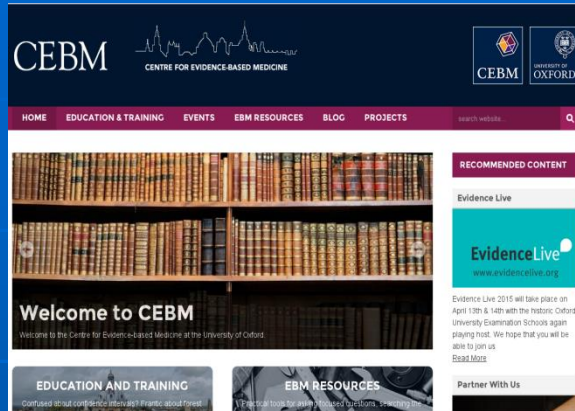 CEBM
CENTRE FOR EVIDENCE-BASED MEDICINE
CEBM
UNIVERSITY OF
OXFORD
HOME EDUCATION & TRAINING EVENTS EBM RESOURCES BLOG PROJECTS search website...
Welcome to CEBM
Welcome to the Centre for Evidence-based Medicine at the University of Oxford.
RECOMMENDED CONTENT
Evidence Live
EvidenceLive
www.evidencelive.org
Evidence Live 2015 will take place on
April 13th & 14th with the historic Oxford
University Examination Schools again
playing host. We hope that you will be
able to join us
Read More
Partner With Us
EDUCATION AND TRAINING
Confused about confidence intervals? Frantic about forest
EBM RESOURCES
Practical tools for asking focused questions, searching the